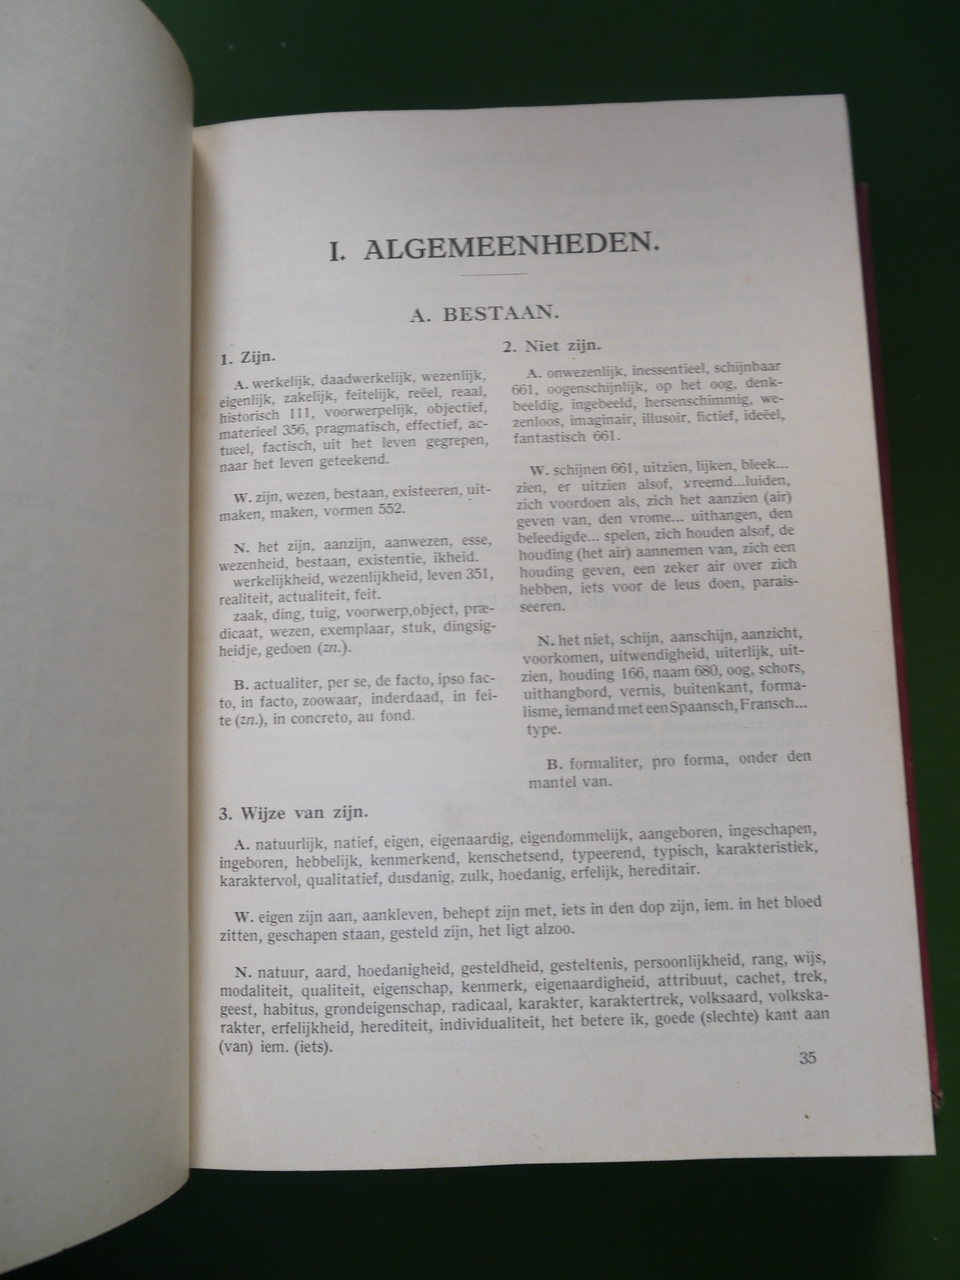 I. ALGEMEENHEDEN.
A. BESTAAN.
1. Zijn.
A. werkelijk, daadwerkelijk, wezenlijk,
eigenlijk, zakelijk, feitelijk, reëel, reaal,
historisch 111, voorwerpelijk, objectief,
materieel 356, pragmatisch, effectief, ac-
tueel, factisch, uit het leven gegrepen,
naar het leven geteekend.
W. zijn, wezen, bestaan, existeeren, uit-
maken, maken, vormen 552.
N. het zijn, aanzijn, aanwezen, esse,
wezenheid, bestaan, existentie, ikheid.
werkelijkheid, wezenlijkheid, leven 351,
realiteit, actualiteit, feit.
zaak, ding, tuig, voorwerp,object, præ-
dicaat, wezen, exemplaar, stuk, dingsig-
heidje, gedoen (zn.).
B. actualiter, per se, de facto, ipso fac-
to, in facto, zoowaar, inderdaad, in fei-
te (zn.), in concreto, au fond.
2. Niet zijn.
A. onwezenlijk, inessentieel, schijnbaar
661, oogenschijnlijk, op het oog, denk-
beeldig, ingebeeld, hersenschimmig, we-
zenloos, imaginair, illusoir, fictief, ideëel,
fantastisch 661.
W. schijnen 661, uitzien, lijken, bleek...
zien, er uitzien alsof, vreemd...luiden,
zich voordoen als, zich het aanzien (air)
geven van, den vrome... uithangen, den
beleedigde... spelen, zich houden alsof, de
houding (het air) aannemen van, zich een
houding geven, een zeker air over zich
hebben, iets voor de leus doen, parais-
seeren.
N. het niet, schijn, aanschijn, aanzicht,
voorkomen, uitwendigheid, uiterlijk, uit-
zien, houding 166, naam 680, oog, schors,
uithangbord, vernis, buitenkant, forma-
lisme, iemand met een Spaansch, Fransch...
type.
B. formaliter, pro forma, onder den
mantel van.
3. Wijze van zijn.
A. natuurlijk, natief, eigen, eigenaardig, eigendommelijk, aangeboren, ingeschapen,
ingeboren, hebbelijk, kenmerkend, kenschetsend, typeerend, typisch, karakteristiek,
karaktervol, qualitatief, dusdanig, zulk, hoedanig, erfelijk, hereditair.
W. eigen zijn aan, aankleven, behept zijn met, iets in den dop zijn, iem. in het bloed
zitten, geschapen staan, gesteld zijn, het ligt alzoo.
N. natuur, aard, hoedanigheid, gesteldheid, gesteltenis, persoonlijkheid, rang, wijs,
modaliteit, qualiteit, eigenschap, kenmerk, eigenaardigheid, attribuut, cachet, trek,
geest, habitus, grondeigenschap, radicaal, karakter, karaktertrek, volksaard, volkska-
rakter, erfelijkheid, herediteit, individualiteit, het betere ik, goede (slechte) kant aan
(van) iem. (iets).
35